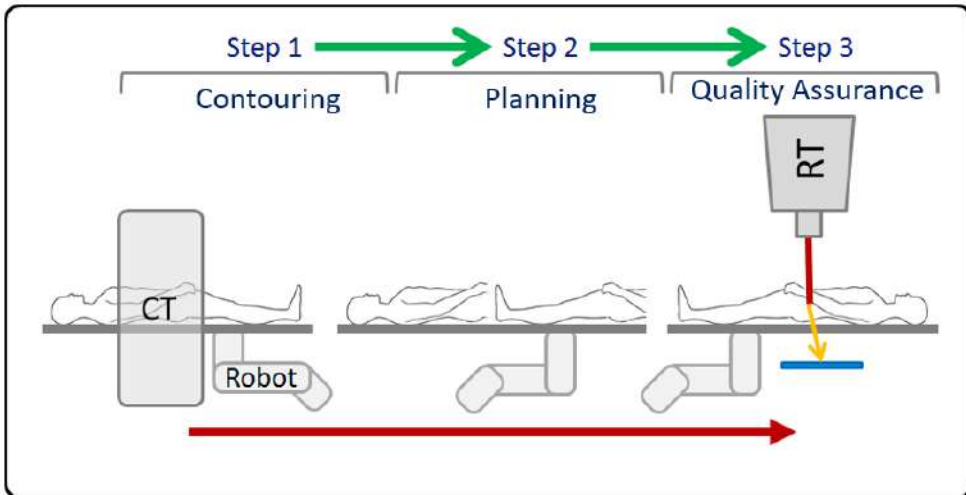 Step 1
Step 2
Step 3
Contouring
Planning
Quality Assurance
RT
CT
Robot